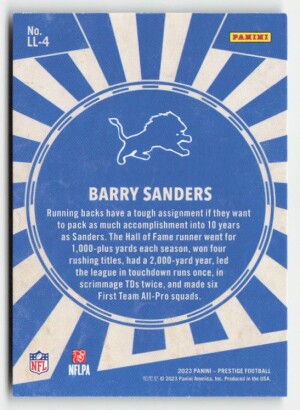 No.
LL-4
PANINI
BARRY SANDERS
Running backs have a tough assignment if they want
to pack as much accomplishment into 10 years
as Sanders. The Hall of Fame runner went for
1,000-plus yards each season, won four
rushing titles, had a 2,000-yard year, led
the league in touchdown runs once, in
scrimmage TDs twice, and made six
First Team All-Pro squads.
NFL
NFLPA
2023 PANINI – PRESTIGE FOOTBALL
© 2023 Panini America, Inc. Produced in the USA.